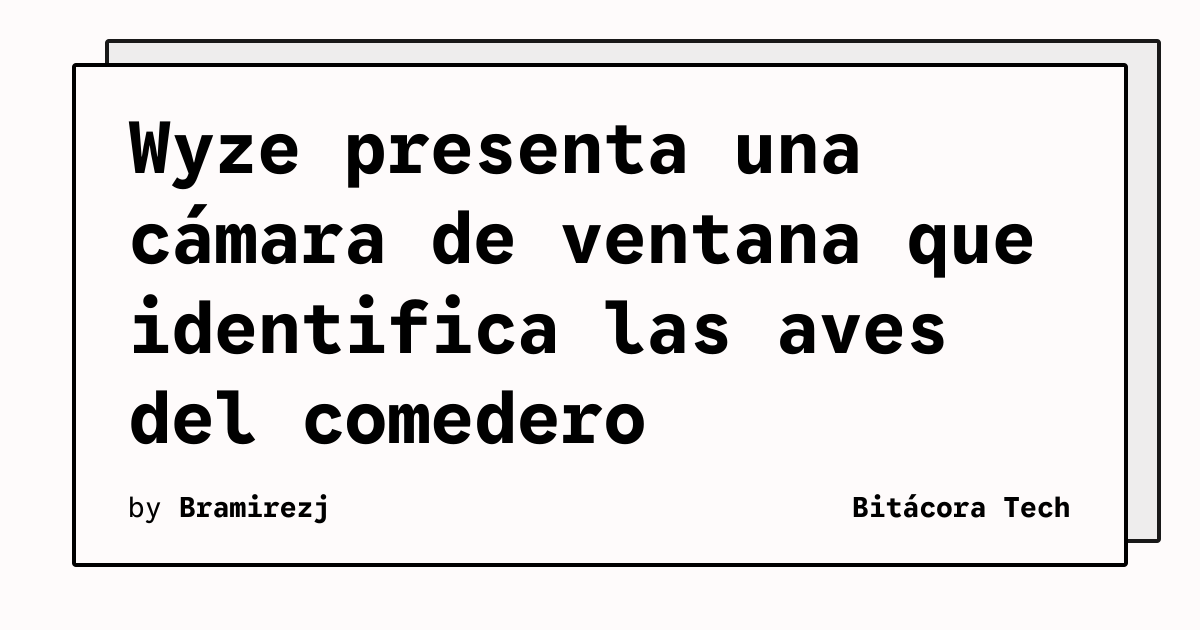 Wyze presenta una
cámara de ventana que
identifica las aves
del comedero
by Bramirezj
Bitácora Tech